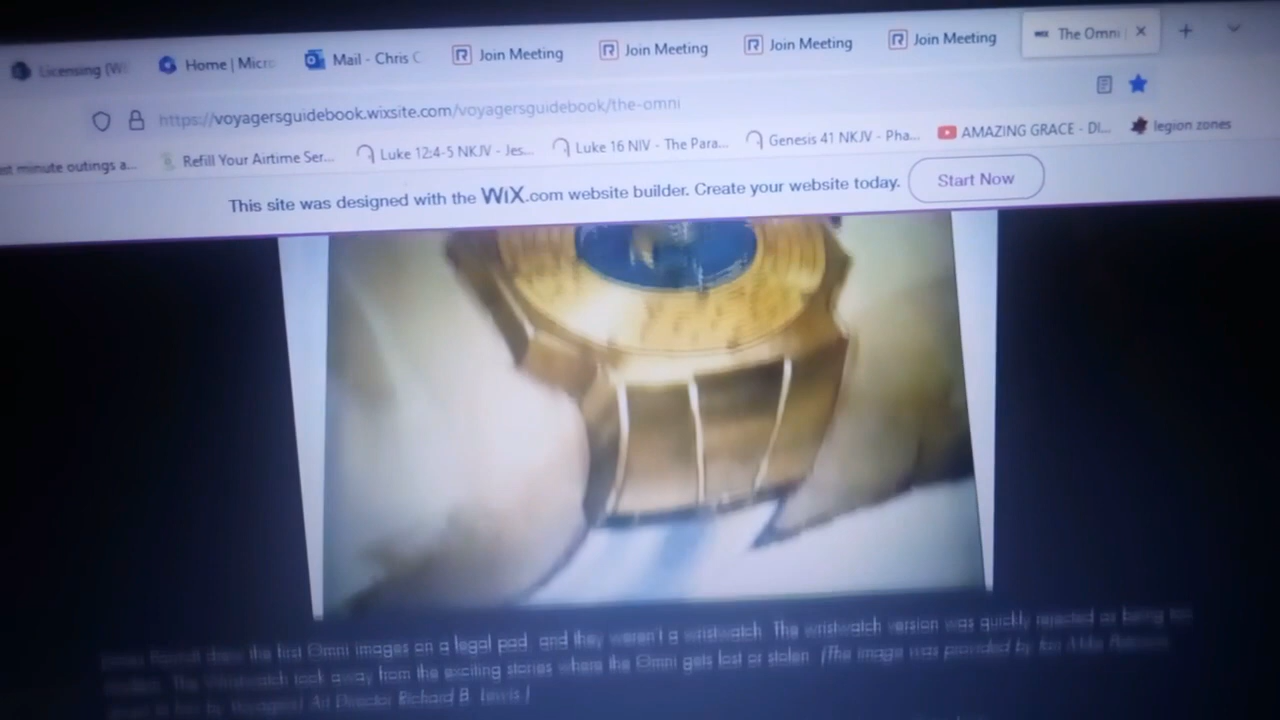 Licensing (W
Home | Micro
Mail - Chris C
Join Meeting
Join Meeting
Join Meeting
Join Meeting
The Omni |
https://voyagersguidebook.wixsite.com/voyagersguidebook/the-omni
minute outings a...
Refill Your Airtime Ser...
Luke 12:4-5 NKJV - Jes...
Luke 16 NIV - The Para...
Genesis 41 NKJV - Pha...
AMAZING GRACE - DI...
legion zones
This site was designed with the WiX.com website builder. Create your website today.
Start Now
the first Omni images on a legal pad and they weren't a wristwatch. The wristwatch version was quickly rejected as being too
The Wristwatch took away from the exciting stories where the Omni gets lost or stolen. (The image was provided by
by Voyagers! Art Director Richard B. Lewis.)